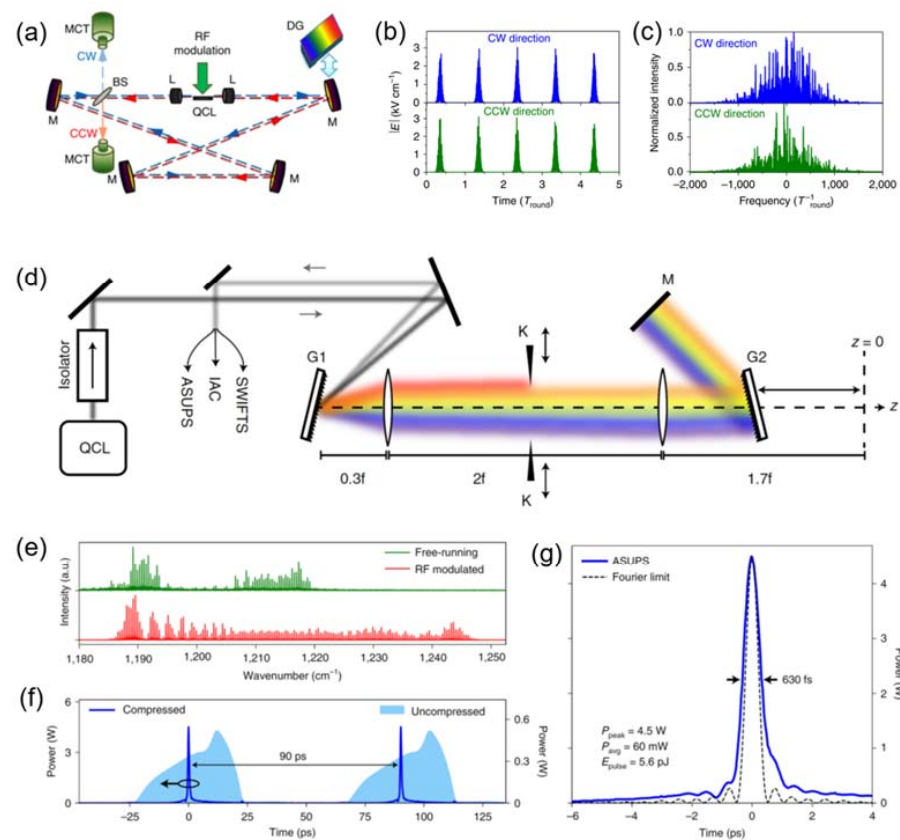 (a)
MCT
CW
BS
RF
modulation
L
L
QCL
DG
M
M
CCW
MCT
M
M
(b)
CW direction
CCW direction
|E| (kV cm⁻¹)
3
2
1
0
3
2
1
0
0 1 2 3 4 5
Time (T_round)
(c)
CW direction
CCW direction
Normalized intensity
1.0
0.5
0.0
1.0
0.5
0.0
−2,000 −1,000 0 1,000 2,000
Frequency (T⁻¹_round)
(d)
Isolator
QCL
ASUPS
IAC
SWIFTS
G1
K
K
M
G2
z = 0
z
0.3f
2f
1.7f
(e)
Free-running
RF modulated
Intensity (a.u.)
1,180 1,190 1,200 1,210 1,220 1,230 1,240 1,250
Wavenumber (cm⁻¹)
(f)
Compressed
Uncompressed
Power (W)
6
3
0
90 ps
0.6
0.3
0
Power (W)
−25 0 25 50 75 100 125
Time (ps)
(g)
ASUPS
Fourier limit
630 fs
P_peak = 4.5 W
P_avg = 60 mW
E_pulse = 5.6 pJ
4
3
2
1
0
Power (W)
−6 −4 −2 0 2 4
Time (ps)